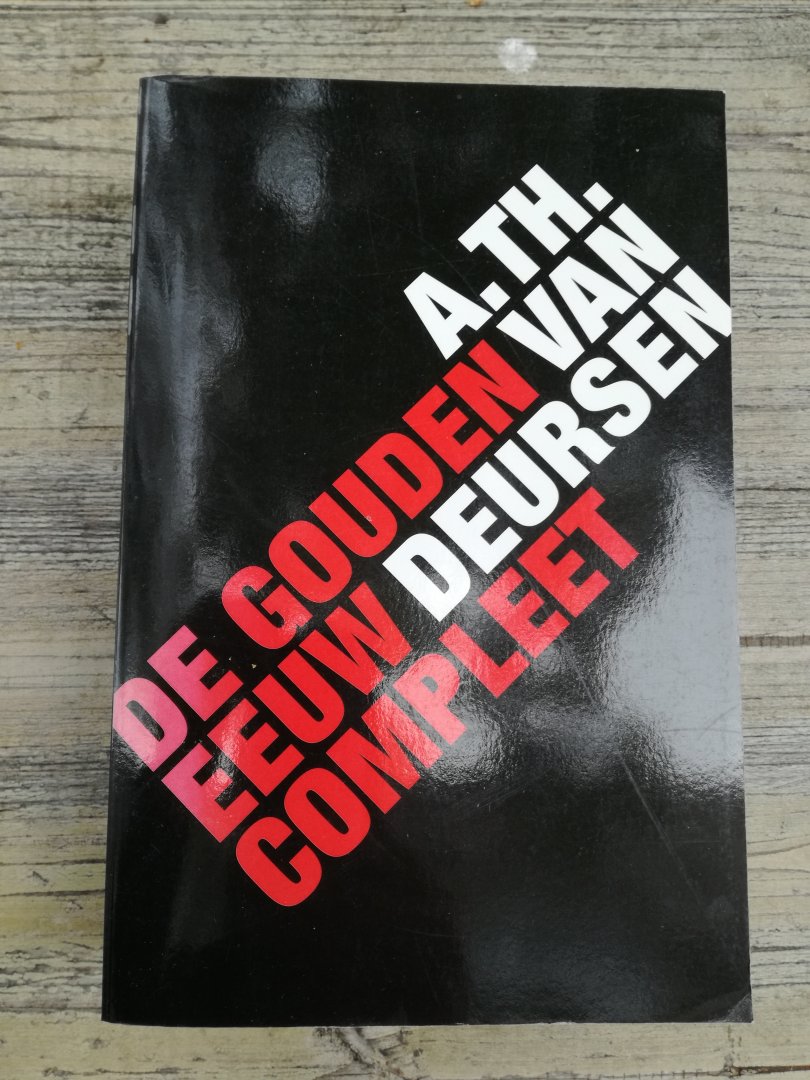 A.TH.
VAN
DEURSEN
DE GOUDEN
EEUW
COMPLEET